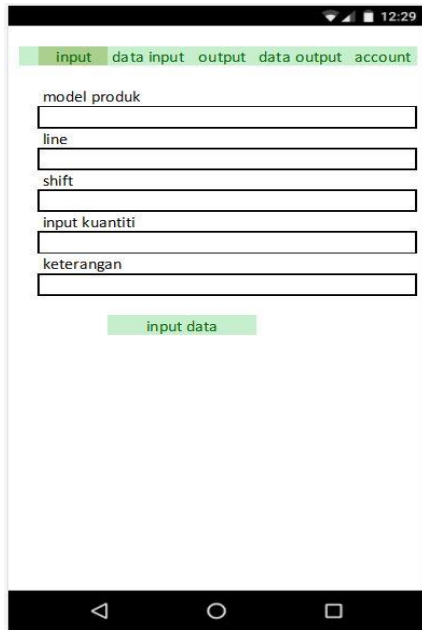 12:29
input data input output data output account
model produk
line
shift
input kuantiti
keterangan
input data